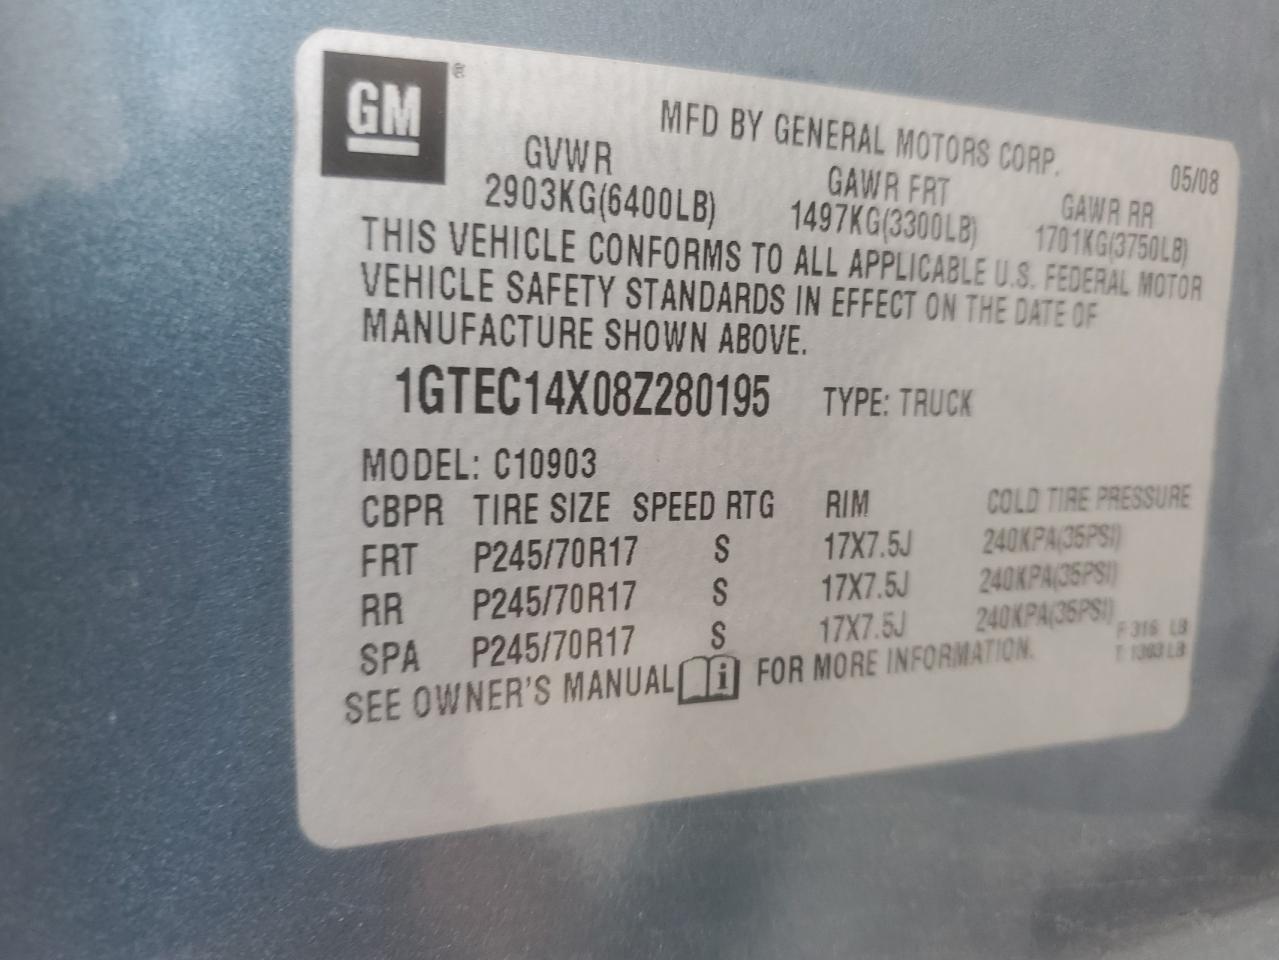 GM ®
MFD BY GENERAL MOTORS CORP.
05/08
GVWR GAWR FRT GAWR RR
2903KG(6400LB) 1497KG(3300LB) 1701KG(3750LB)
THIS VEHICLE CONFORMS TO ALL APPLICABLE U.S. FEDERAL MOTOR
VEHICLE SAFETY STANDARDS IN EFFECT ON THE DATE OF
MANUFACTURE SHOWN ABOVE.
1GTEC14X08Z280195 TYPE: TRUCK
MODEL: C10903
CBPR TIRE SIZE SPEED RTG RIM COLD TIRE PRESSURE
FRT P245/70R17 S 17X7.5J 240KPA(35PSI)
RR P245/70R17 S 17X7.5J 240KPA(35PSI)
SPA P245/70R17 S 17X7.5J 240KPA(35PSI)
F: 316 LB
T: 1303 LB
SEE OWNER'S MANUAL i FOR MORE INFORMATION.